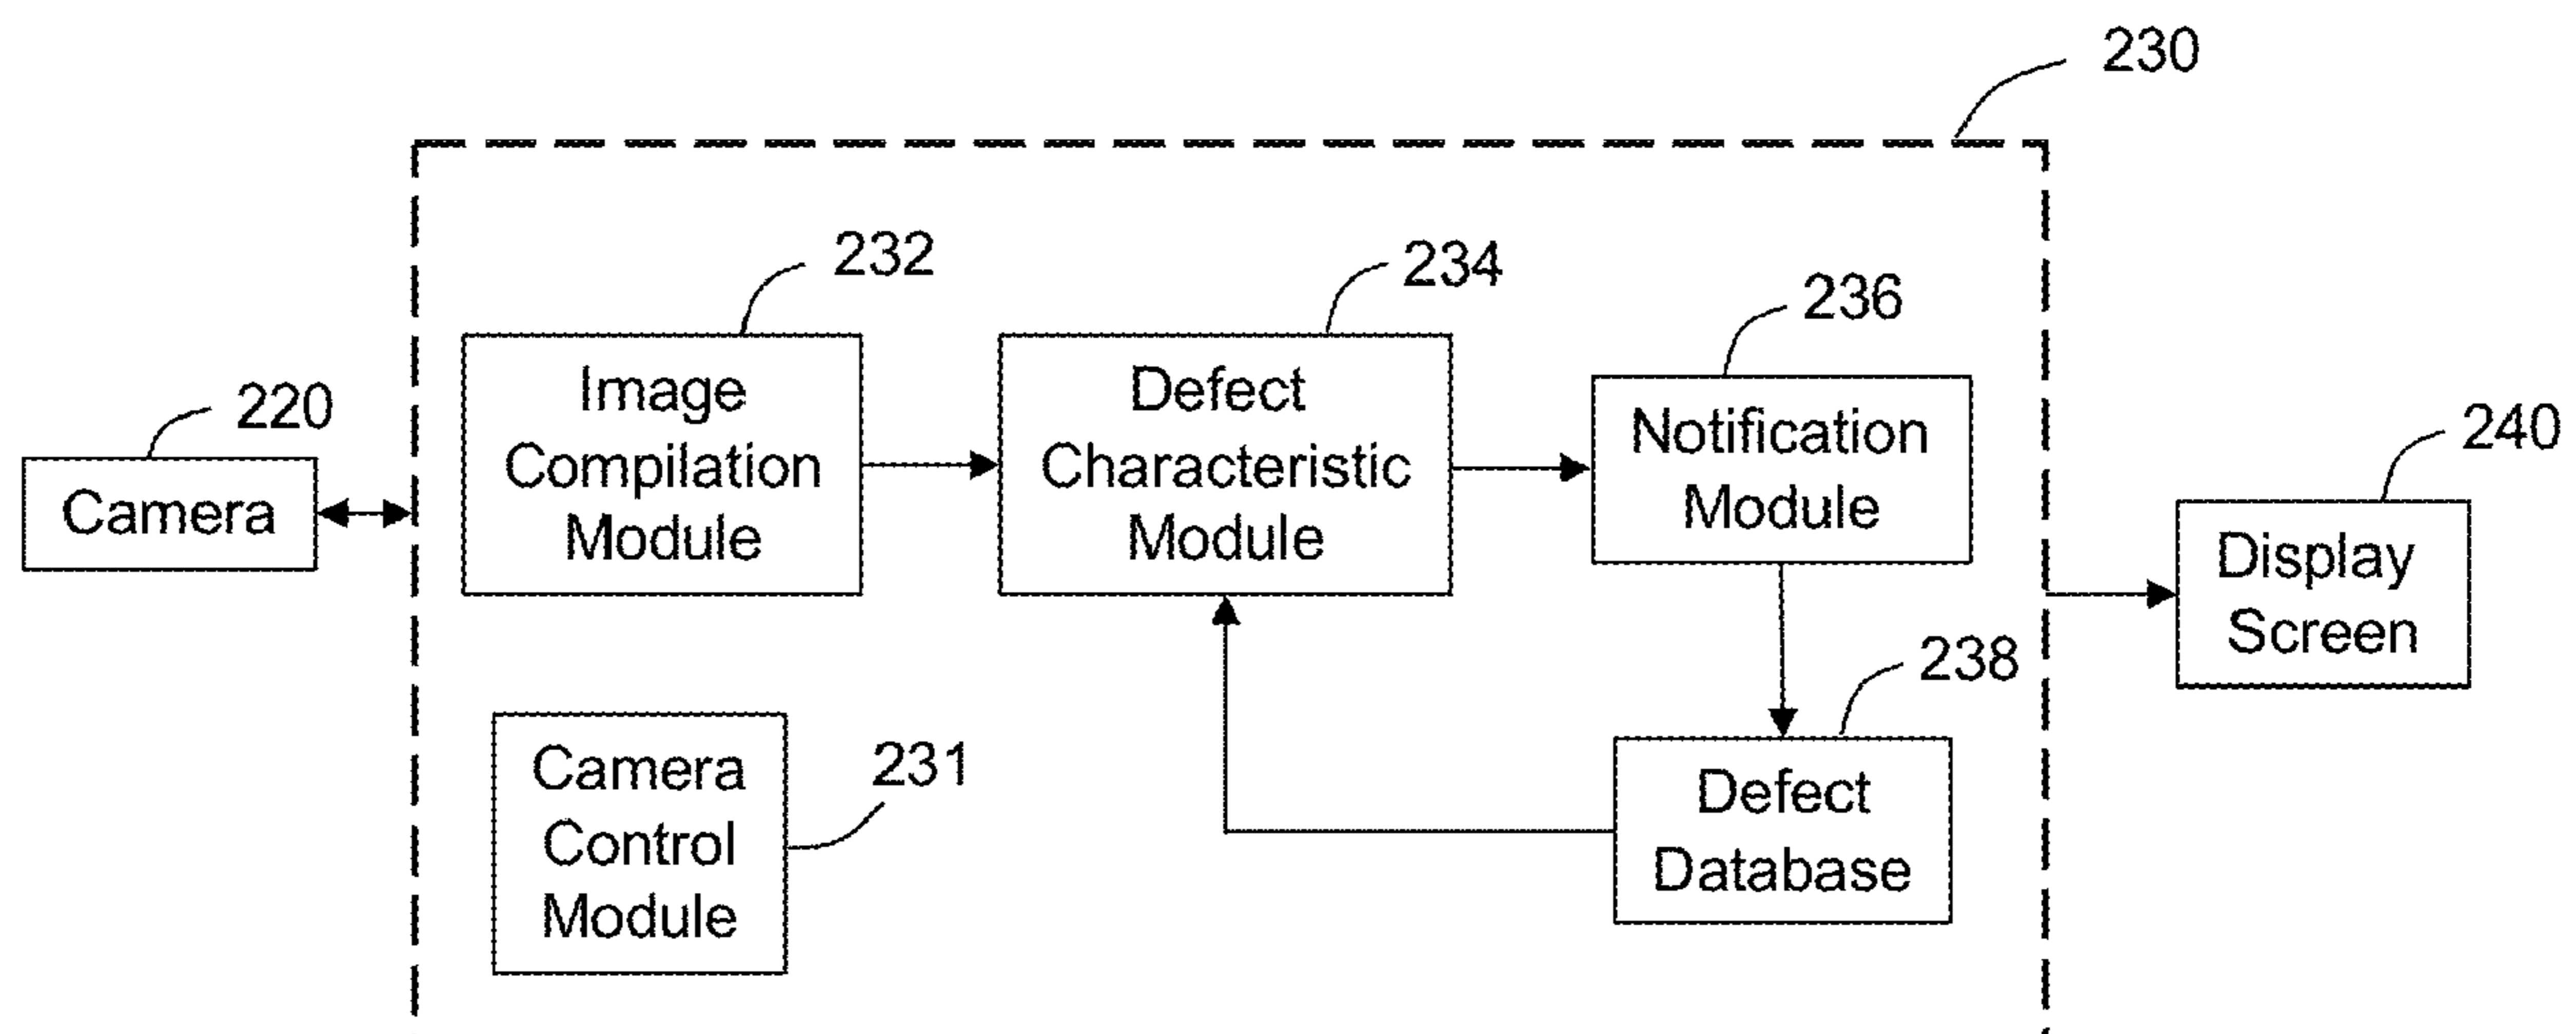 230
232
234
236
220
240
Image
Compilation
Module
Defect
Characteristic
Module
Notification
Module
Camera
Display
Screen
238
231
Camera
Control
Module
Defect
Database